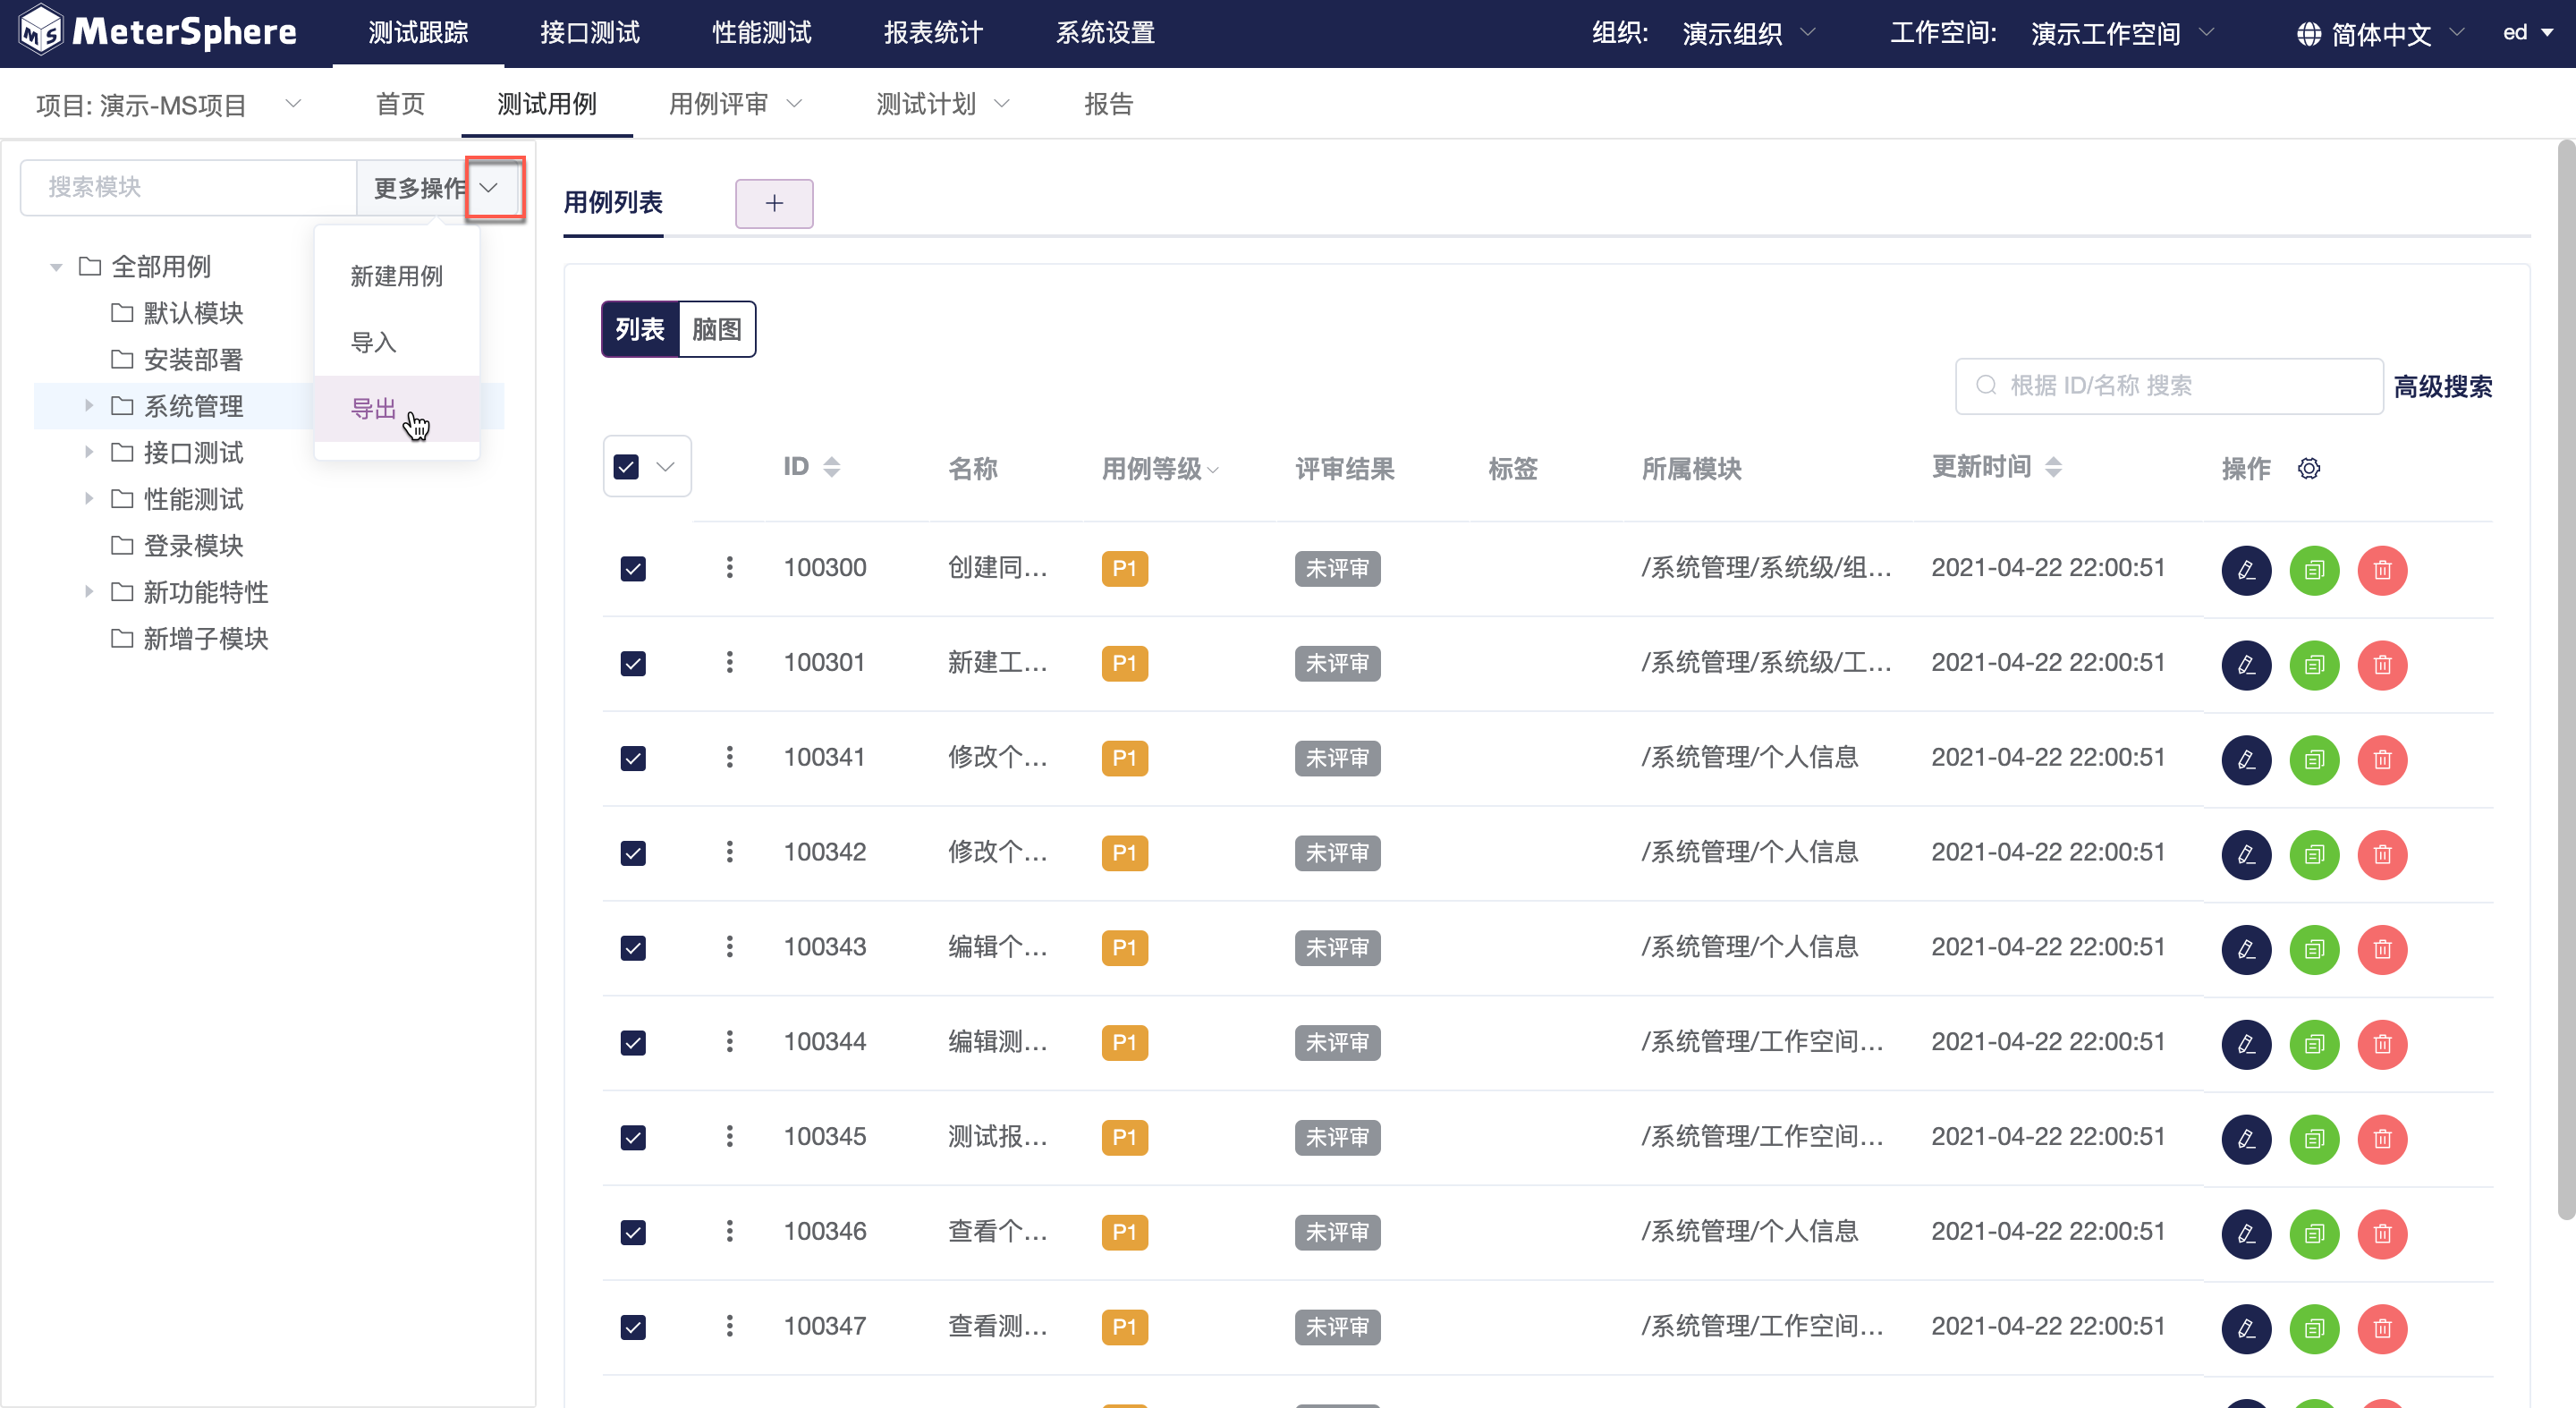 MeterSphere 测试跟踪 接口测试 性能测试 报表统计 系统设置 组织: 演示组织 工作空间: 演示工作空间 简体中文 ed
项目: 演示-MS项目 首页 测试用例 用例评审 测试计划 报告
搜索模块 更多操作
新建用例
导入
导出
全部用例
默认模块
安装部署
系统管理
接口测试
性能测试
登录模块
新功能特性
新增子模块
用例列表 +
列表 脑图
根据 ID/名称 搜索 高级搜索
ID 名称 用例等级 评审结果 标签 所属模块 更新时间 操作
100300 创建同... P1 未评审 /系统管理/系统级/组... 2021-04-22 22:00:51
100301 新建工... P1 未评审 /系统管理/系统级/工... 2021-04-22 22:00:51
100341 修改个... P1 未评审 /系统管理/个人信息 2021-04-22 22:00:51
100342 修改个... P1 未评审 /系统管理/个人信息 2021-04-22 22:00:51
100343 编辑个... P1 未评审 /系统管理/个人信息 2021-04-22 22:00:51
100344 编辑测... P1 未评审 /系统管理/工作空间... 2021-04-22 22:00:51
100345 测试报... P1 未评审 /系统管理/工作空间... 2021-04-22 22:00:51
100346 查看个... P1 未评审 /系统管理/个人信息 2021-04-22 22:00:51
100347 查看测... P1 未评审 /系统管理/工作空间... 2021-04-22 22:00:51